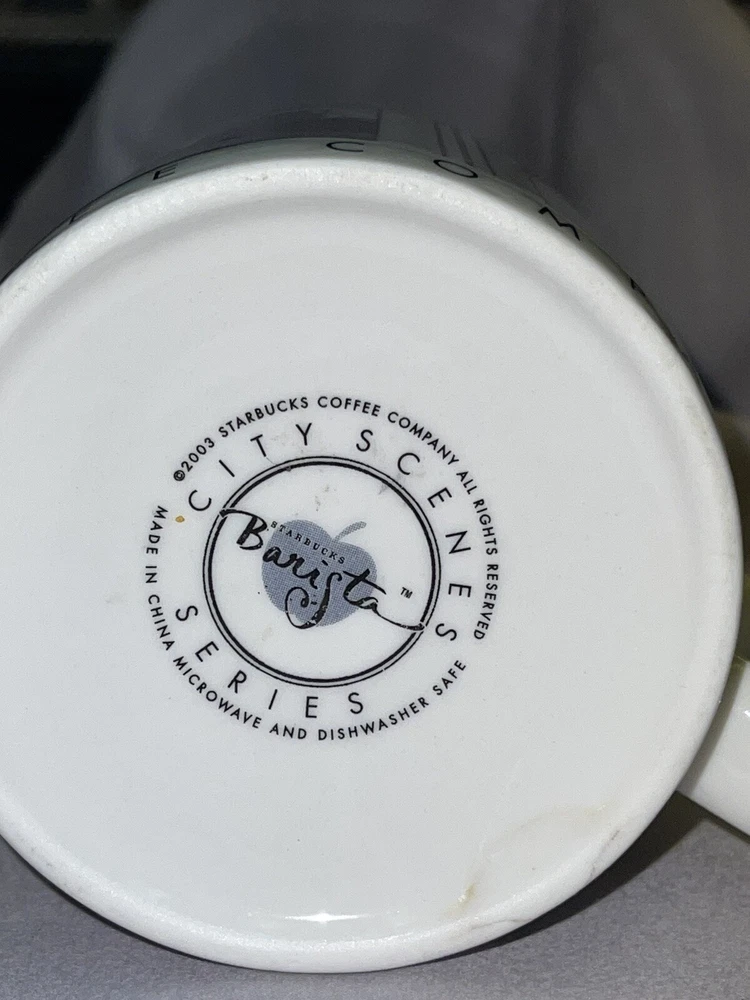 E C O M
©2003 STARBUCKS COFFEE COMPANY ALL RIGHTS RESERVED
CITY SCENES
STARBUCKS
Barista™
SERIES
MADE IN CHINA MICROWAVE AND DISHWASHER SAFE